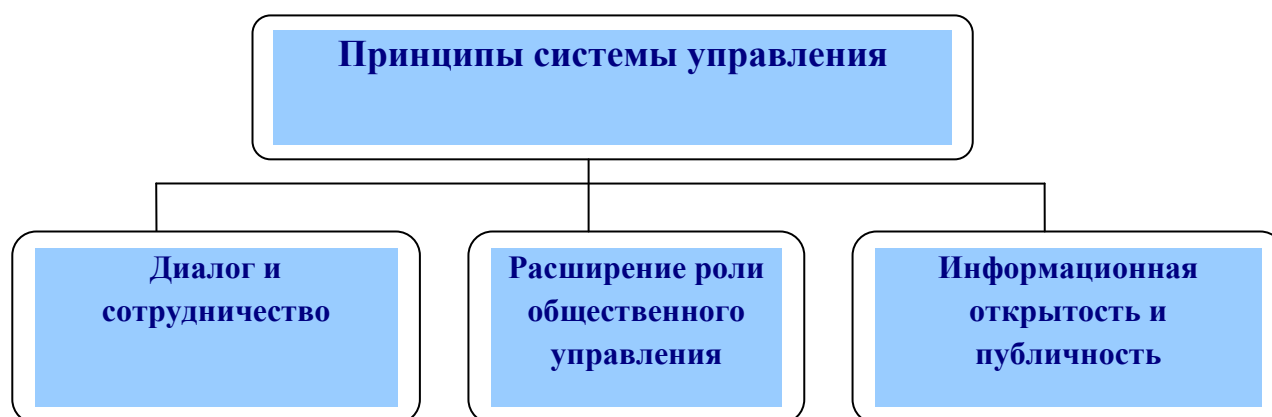 Принципы системы управления
Диалог и
сотрудничество
Расширение роли
общественного
управления
Информационная
открытость и
публичность